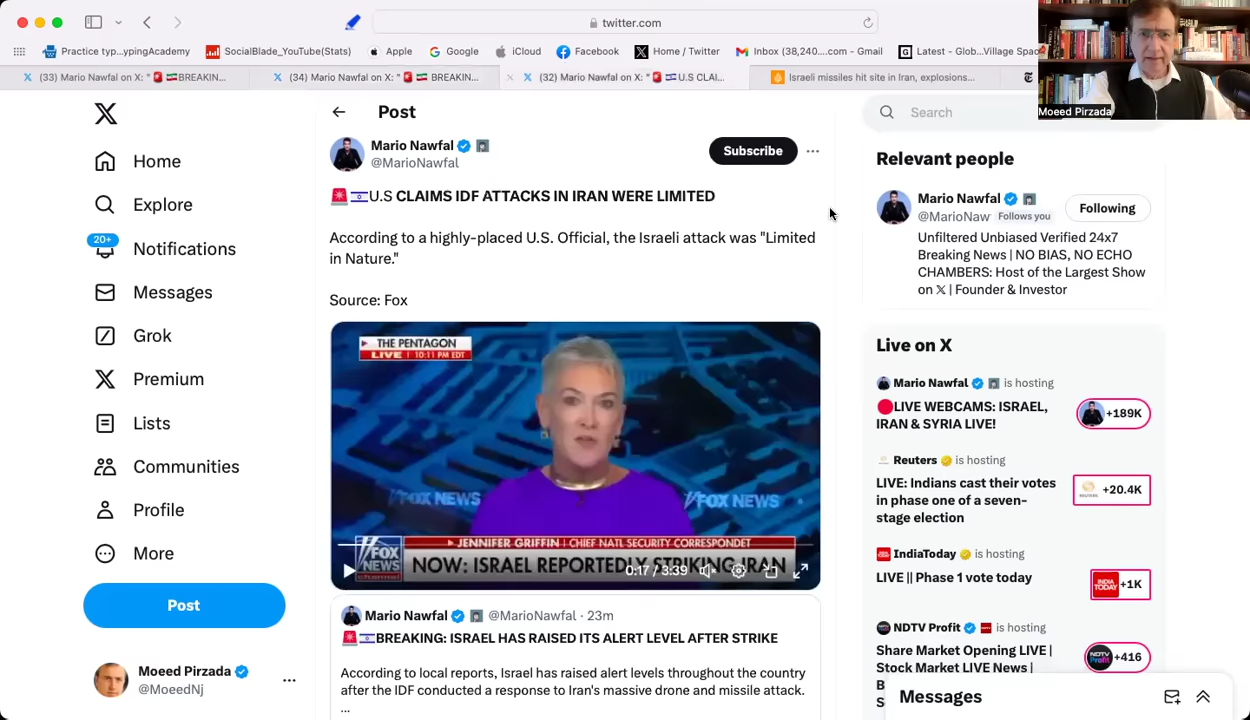 twitter.com
Practice typ...ypingAcademy
SocialBlade_YouTube(Stats)
Apple
Google
iCloud
Facebook
Home / Twitter
Inbox (38,240....com - Gmail
Latest - Glob...Village Spac
(33) Mario Nawfal on X: "🚨🇮🇷BREAKIN...
(34) Mario Nawfal on X: "🚨🇮🇷 BREAKIN...
(32) Mario Nawfal on X: "🚨🇮🇱U.S CLAI...
Israeli missiles hit site in Iran, explosions...
Moeed Pirzada
Home
Explore
20+
Notifications
Messages
Grok
Premium
Lists
Communities
Profile
More
Post
Moeed Pirzada
@MoeedNj
Post
Mario Nawfal
@MarioNawfal
Subscribe
🚨🇮🇱U.S CLAIMS IDF ATTACKS IN IRAN WERE LIMITED
According to a highly-placed U.S. Official, the Israeli attack was "Limited
in Nature."
Source: Fox
THE PENTAGON
LIVE | 10:11 PM EDT
FOX NEWS
FOX NEWS
JENNIFER GRIFFIN | CHIEF NATL SECURITY CORRESPONDET
FOX
NEWS
channel
NOW: ISRAEL REPORTEDLY STRIKING IRAN
0:17 / 3:39
Mario Nawfal @MarioNawfal · 23m
🚨🇮🇱BREAKING: ISRAEL HAS RAISED ITS ALERT LEVEL AFTER STRIKE
According to local reports, Israel has raised alert levels throughout the country
after the IDF conducted a response to Iran's massive drone and missile attack.
...
Search
Relevant people
Mario Nawfal
@MarioNaw Follows you
Following
Unfiltered Unbiased Verified 24x7
Breaking News | NO BIAS, NO ECHO
CHAMBERS: Host of the Largest Show
on 𝕏 | Founder & Investor
Live on X
Mario Nawfal is hosting
🔴LIVE WEBCAMS: ISRAEL,
IRAN & SYRIA LIVE!
+189K
Reuters is hosting
LIVE: Indians cast their votes
in phase one of a seven-
stage election
+20.4K
IndiaToday is hosting
LIVE || Phase 1 vote today
INDIA
TODAY
+1K
NDTV Profit is hosting
Share Market Opening LIVE |
Stock Market LIVE News |
NDTV
Profit
+416
Messages